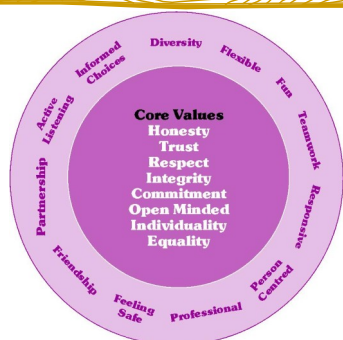 Diversity
Flexible
Fun
Teamwork
Responsive
Person
Centred
Professional
Feeling
Safe
Friendship
Partnership
Active
Listening
Informed
Choices
Core Values
Honesty
Trust
Respect
Integrity
Commitment
Open Minded
Individuality
Equality